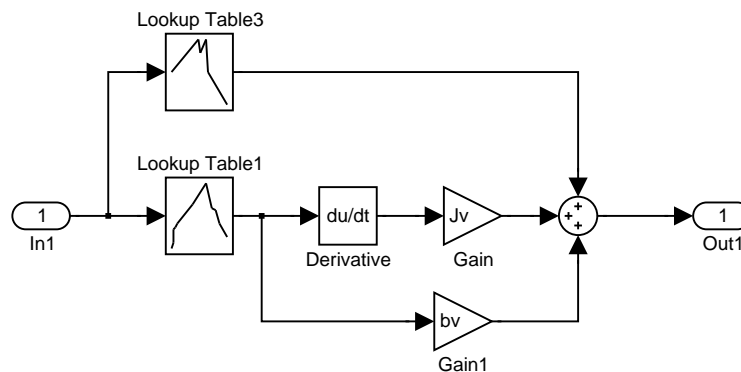 Lookup Table3
Lookup Table1
1
In1
du/dt
Derivative
Jv
Gain
+
+
+
1
Out1
bv
Gain1